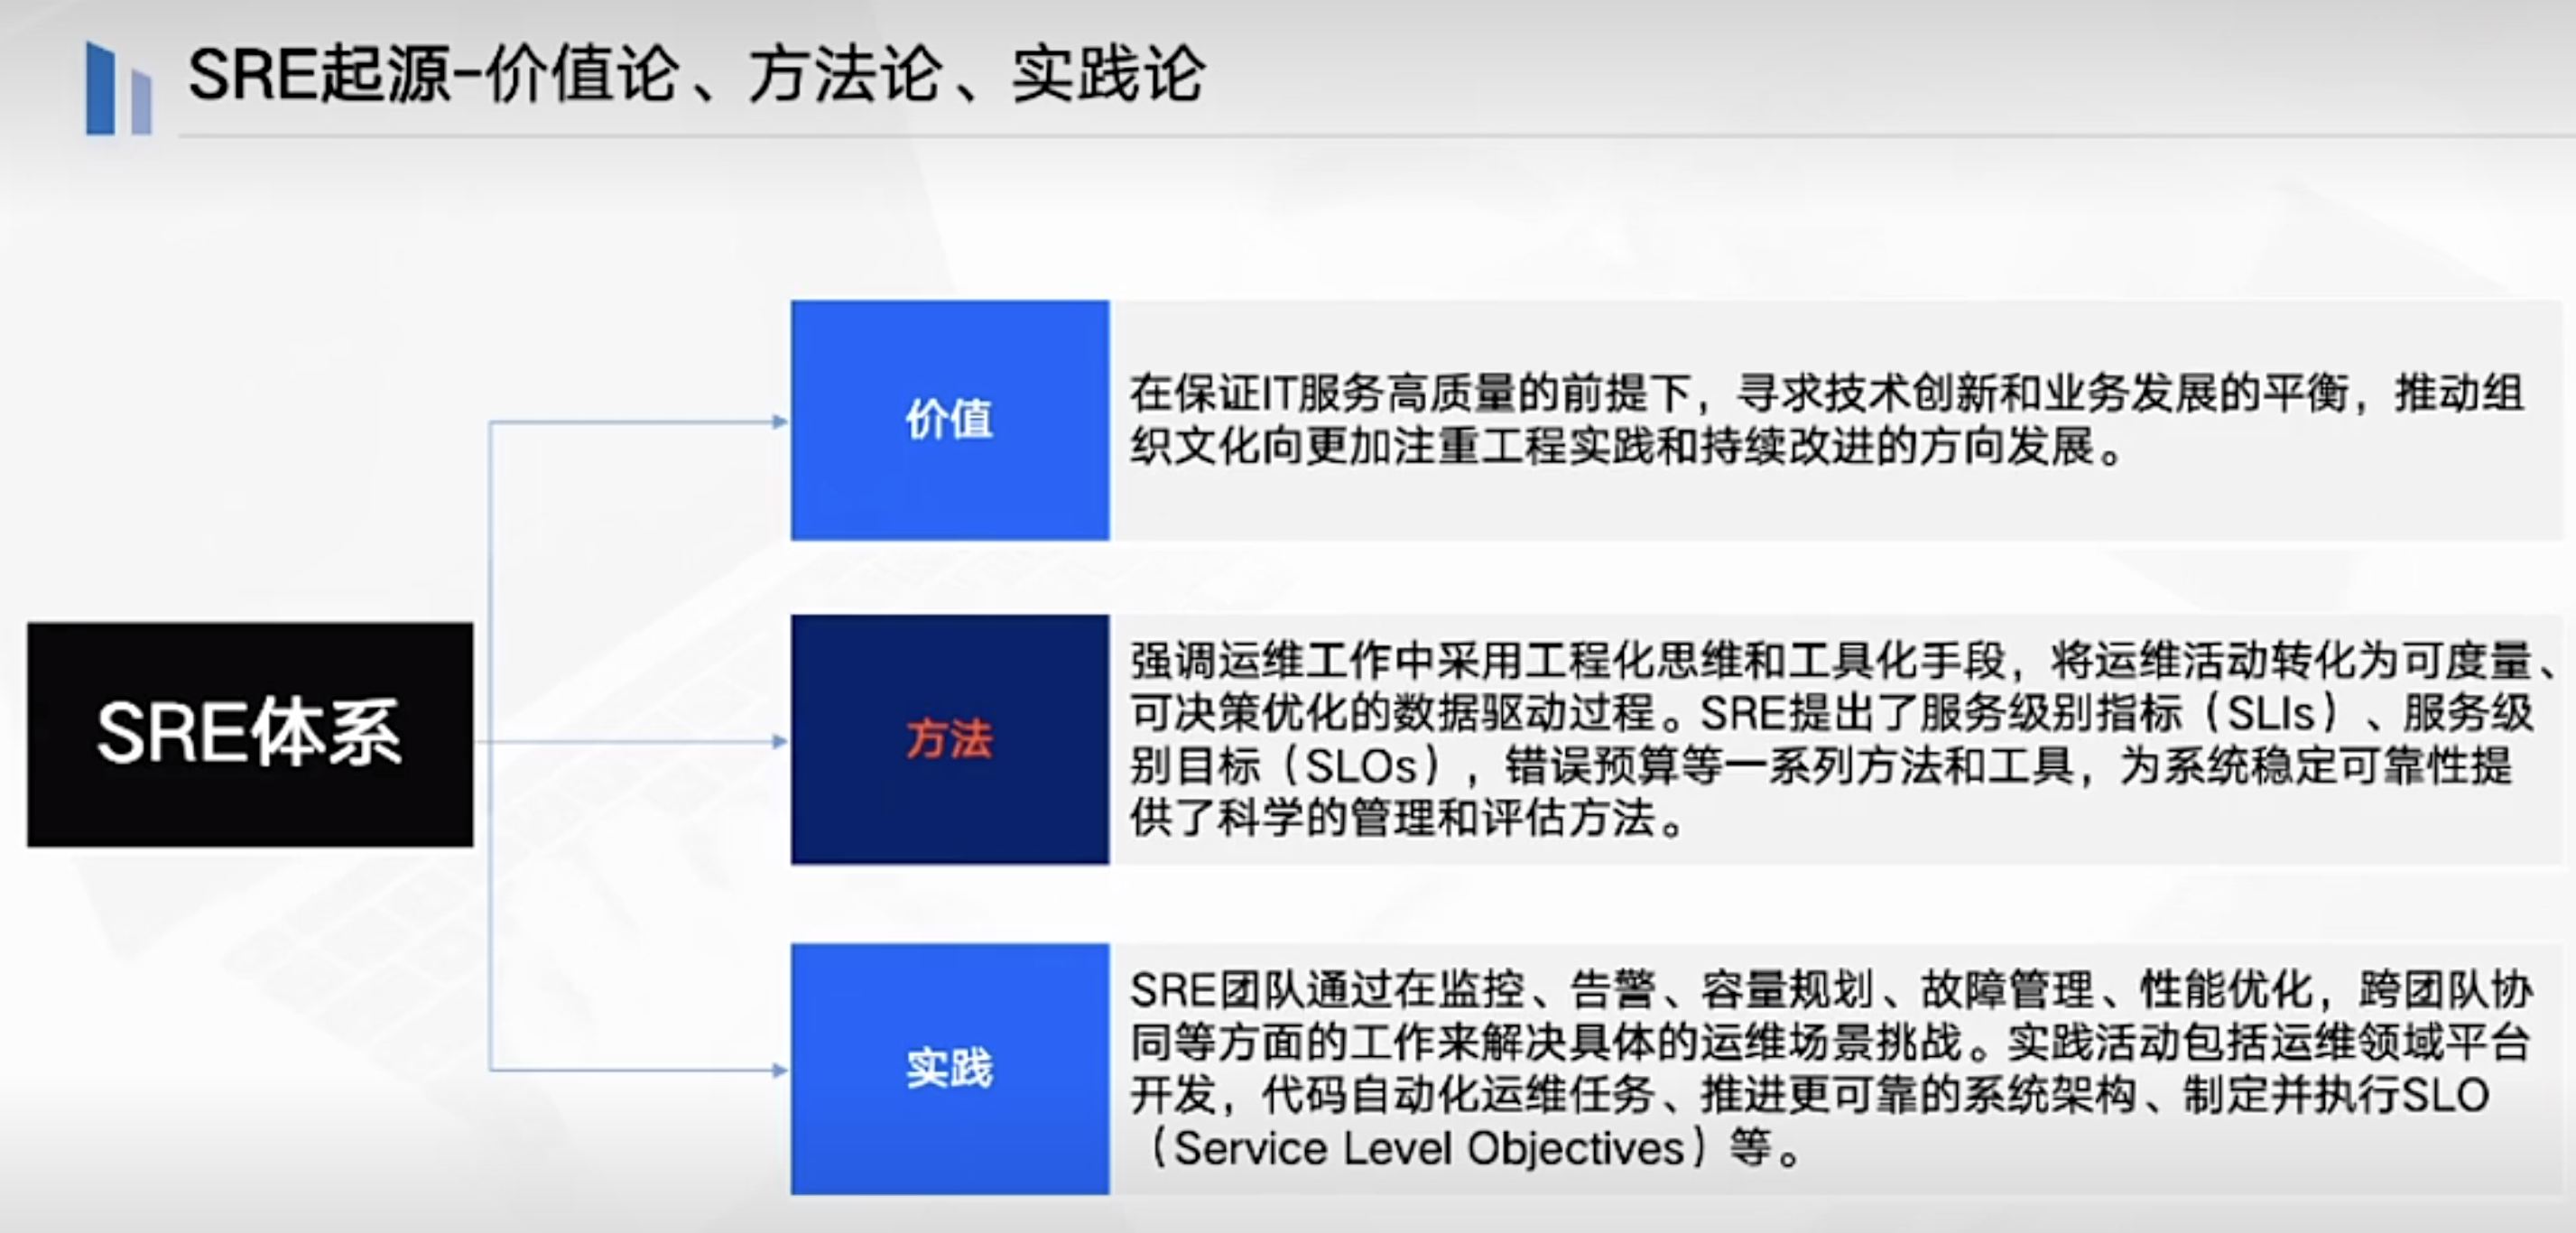 SRE起源-价值论、方法论、实践论
价值
在保证IT服务高质量的前提下，寻求技术创新和业务发展的平衡，推动组
织文化向更加注重工程实践和持续改进的方向发展。
SRE体系
方法
强调运维工作中采用工程化思维和工具化手段，将运维活动转化为可度量、
可决策优化的数据驱动过程。SRE提出了服务级别指标（SLIs）、服务级
别目标（SLOs），错误预算等一系列方法和工具，为系统稳定可靠性提
供了科学的管理和评估方法。
实践
SRE团队通过在监控、告警、容量规划、故障管理、性能优化，跨团队协
同等方面的工作来解决具体的运维场景挑战。实践活动包括运维领域平台
开发，代码自动化运维任务、推进更可靠的系统架构、制定并执行SLO
（Service Level Objectives）等。